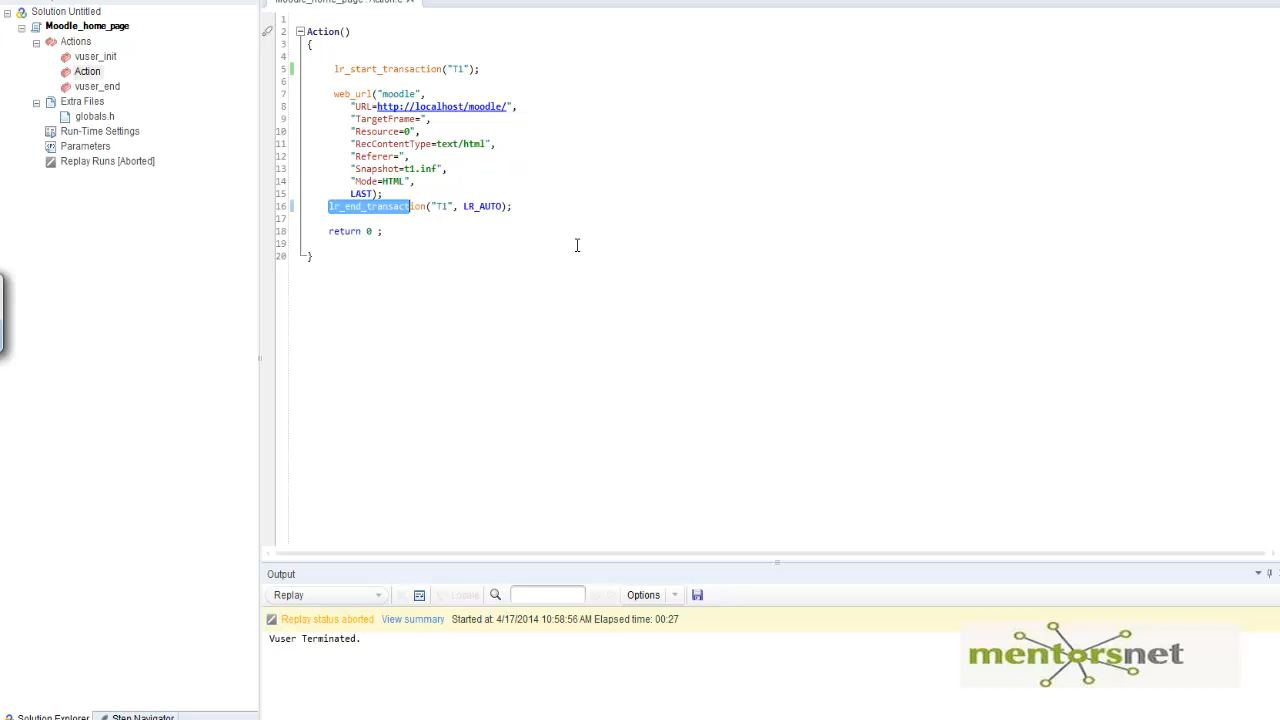 Solution Untitled
Moodle_home_page
Actions
vuser_init
Action
vuser_end
Extra Files
globals.h
Run-Time Settings
Parameters
Replay Runs [Aborted]
Moodle_home_page : Action.c
1
2 Action()
3 {
4
5 lr_start_transaction("T1");
6
7 web_url("moodle",
8 "URL=http://localhost/moodle/",
9 "TargetFrame=",
10 "Resource=0",
11 "RecContentType=text/html",
12 "Referer=",
13 "Snapshot=t1.inf",
14 "Mode=HTML",
15 LAST);
16 lr_end_transaction("T1", LR_AUTO);
17
18 return 0 ;
19
20 }
Output
Replay
Locate
Options
Replay status aborted View summary Started at: 4/17/2014 10:58:56 AM Elapsed time: 00:27
Vuser Terminated.
mentorsnet
Solution Explorer
Step Navigator